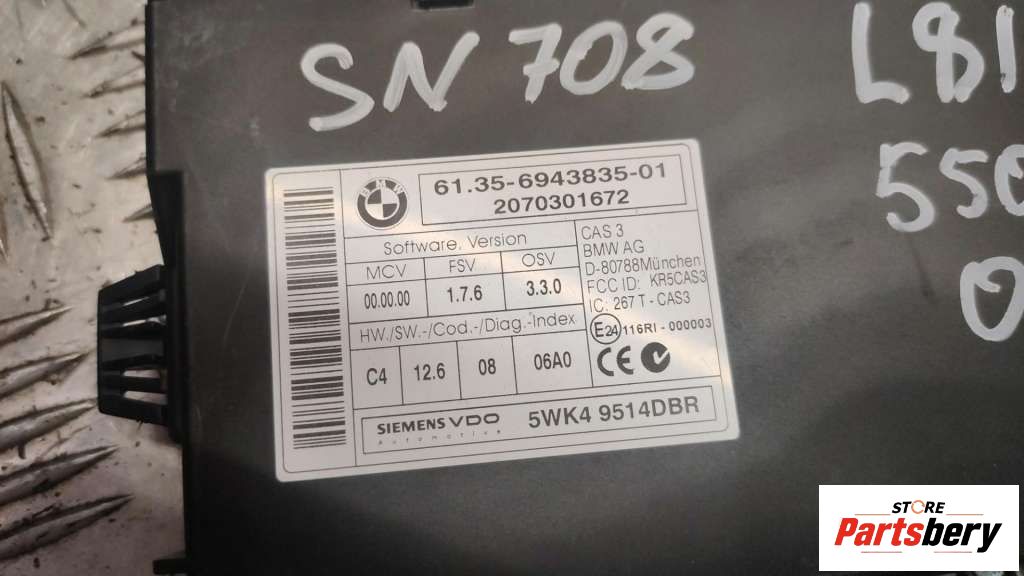 SN 708
L81
550
0
61.35-6943835-01
2070301672
Software. Version
MCV FSV OSV
00.00.00 1.7.6 3.3.0
HW./SW.-/Cod.-/Diag.-Index
C4 12.6 08 06A0
CAS 3
BMW AG
D-80788München
FCC ID: KR5CAS3
IC: 267 T - CAS3
E24 116RI - 000003
CE
SIEMENS VDO
Automotive
5WK4 9514DBR
STORE
Partsbery